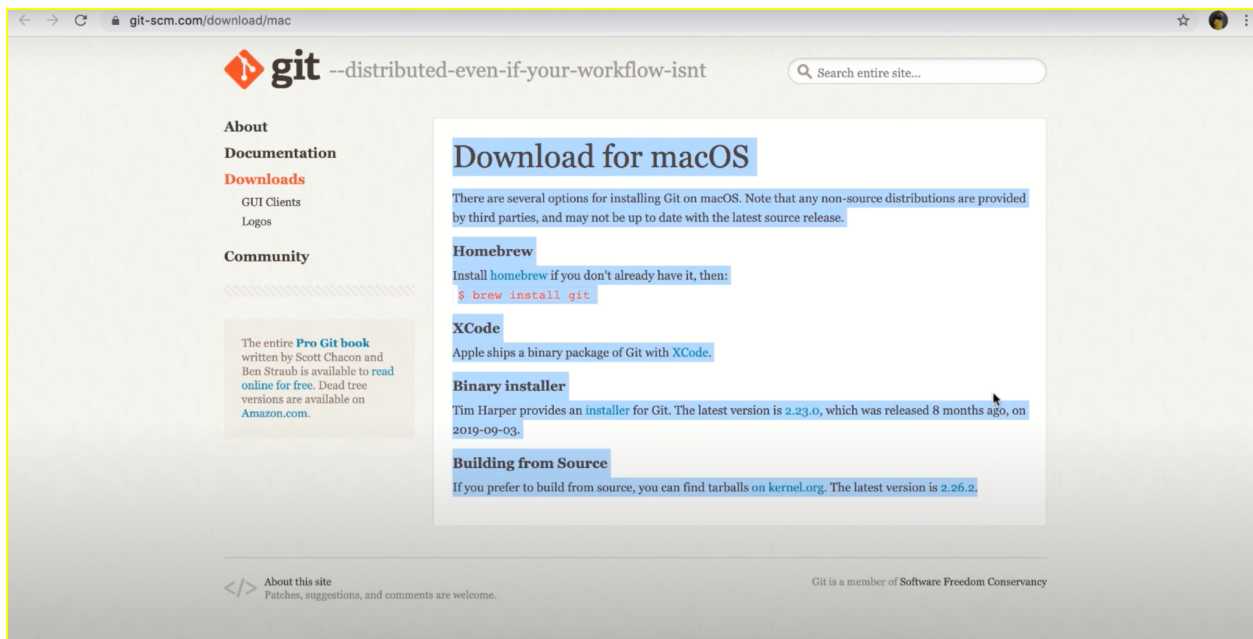 git-scm.com/download/mac
git --distributed-even-if-your-workflow-isnt
Search entire site...
About
Documentation
Downloads
GUI Clients
Logos
Community
The entire Pro Git book
written by Scott Chacon and
Ben Straub is available to read
online for free. Dead tree
versions are available on
Amazon.com.
Download for macOS
There are several options for installing Git on macOS. Note that any non-source distributions are provided
by third parties, and may not be up to date with the latest source release.
Homebrew
Install homebrew if you don't already have it, then:
$ brew install git
XCode
Apple ships a binary package of Git with XCode.
Binary installer
Tim Harper provides an installer for Git. The latest version is 2.23.0, which was released 8 months ago, on
2019-09-03.
Building from Source
If you prefer to build from source, you can find tarballs on kernel.org. The latest version is 2.26.2.
</> About this site
Patches, suggestions, and comments are welcome.
Git is a member of Software Freedom Conservancy